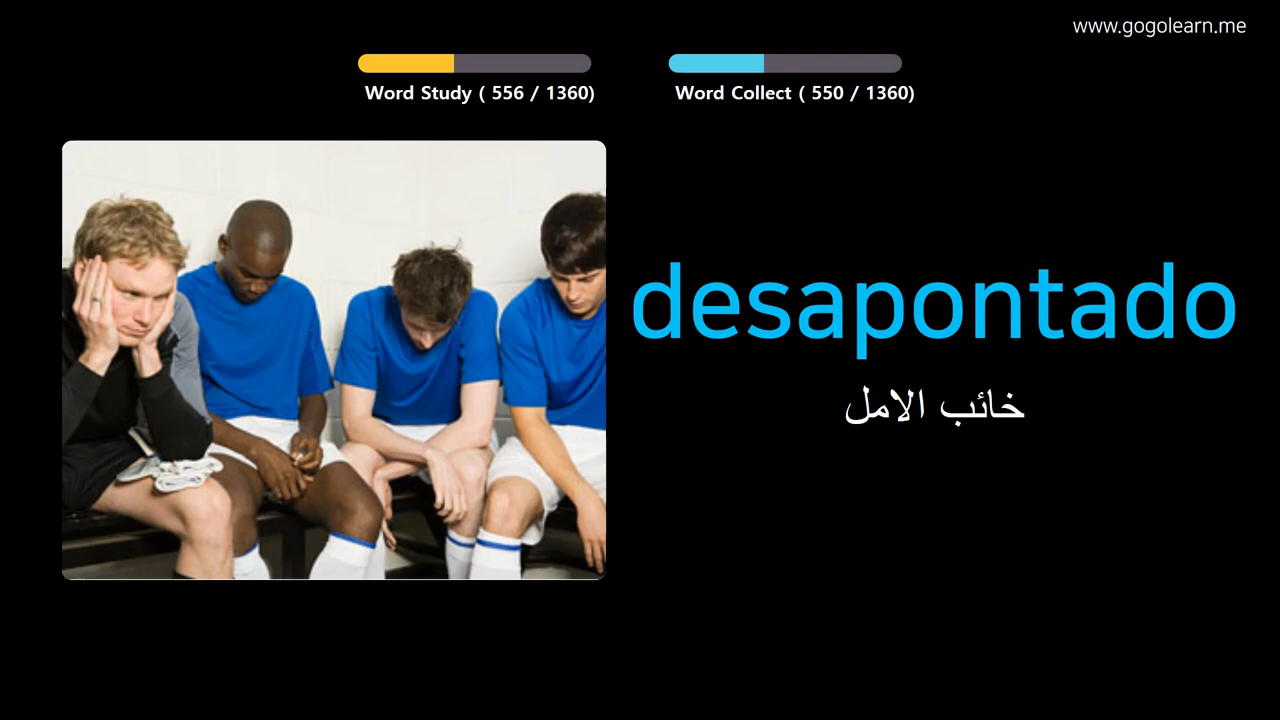 www.gogolearn.me
Word Study ( 556 / 1360)
Word Collect ( 550 / 1360)
desapontado
خائب الامل